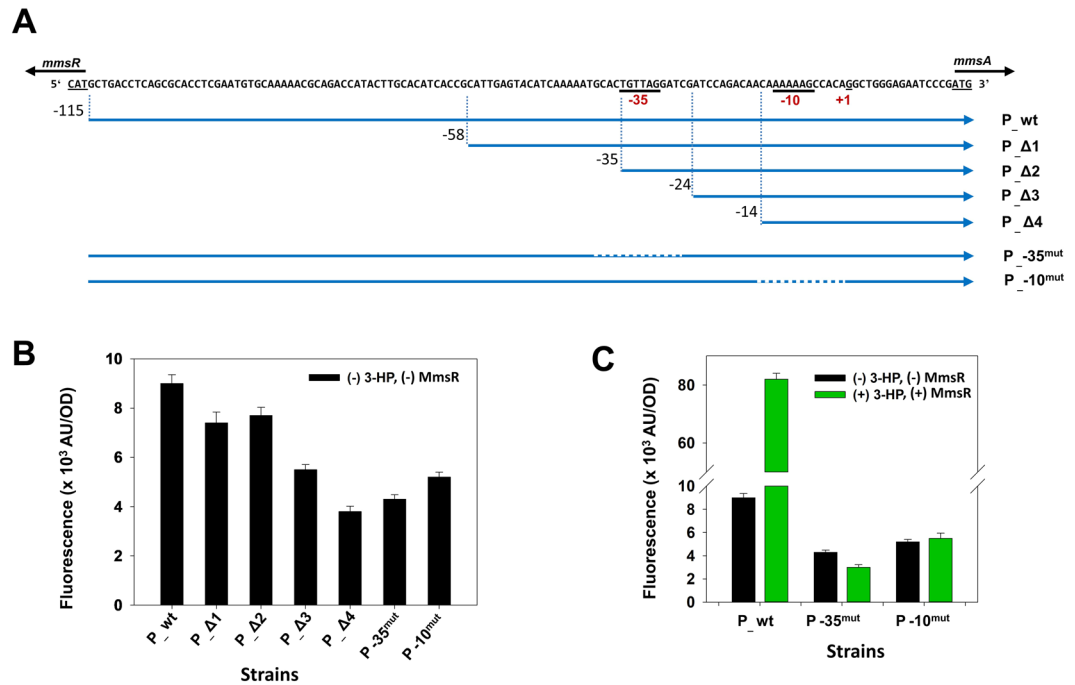 A
mmsR
mmsA
5' CATGCTGACCTCAGCGCACCTCGAATGTGCAAAAACGCAGACCATACTTGCACATCACCGCATTGAGTACATCAAAAATGCACTGTTAGGATCGATCCAGACAACAAAAAAGCCACAGGCTGGGAGAATCCCGATG 3'
-35
-10
+1
-115
P_wt
-58
P_Δ1
-35
P_Δ2
-24
P_Δ3
-14
P_Δ4
P_-35mut
P_-10mut
B
Fluorescence (x 10³ AU/OD)
10
8
6
4
2
0
(-) 3-HP, (-) MmsR
P_wt
P_Δ1
P_Δ2
P_Δ3
P_Δ4
P -35mut
P -10mut
Strains
C
Fluorescence (x 10³ AU/OD)
80
60
10
8
6
4
2
0
(-) 3-HP, (-) MmsR
(+) 3-HP, (+) MmsR
P_wt
P -35mut
P -10mut
Strains